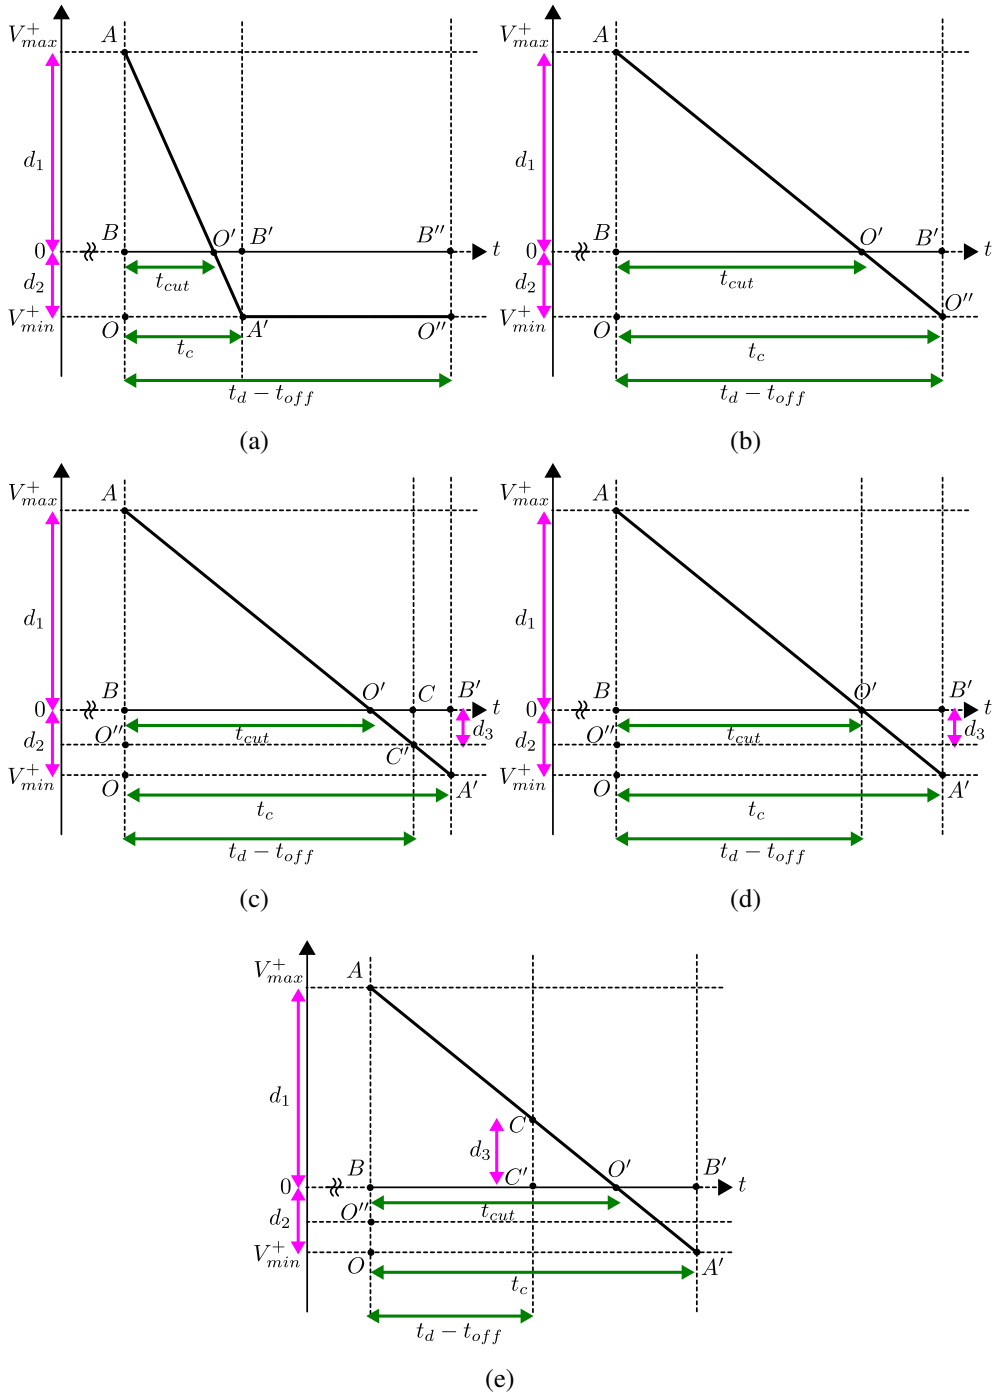 V⁺max A
d₁
B O′ B′ B″
0 t
tcut
d₂
V⁺min O A′ O″
tc
td − toff
(a)
V⁺max A
d₁
B O′ B′
0 t
tcut
d₂ O″
V⁺min O
tc
td − toff
(b)
V⁺max A
d₁
B O′ C B′
0 t
tcut d₃
d₂ O″ C′
V⁺min O A′
tc
td − toff
(c)
V⁺max A
d₁
B O′ B′
0 t
tcut d₃
d₂ O″
V⁺min O A′
tc
td − toff
(d)
V⁺max A
d₁
C
d₃
B C′ O′ B′
0 t
tcut
d₂ O″
V⁺min O A′
tc
td − toff
(e)